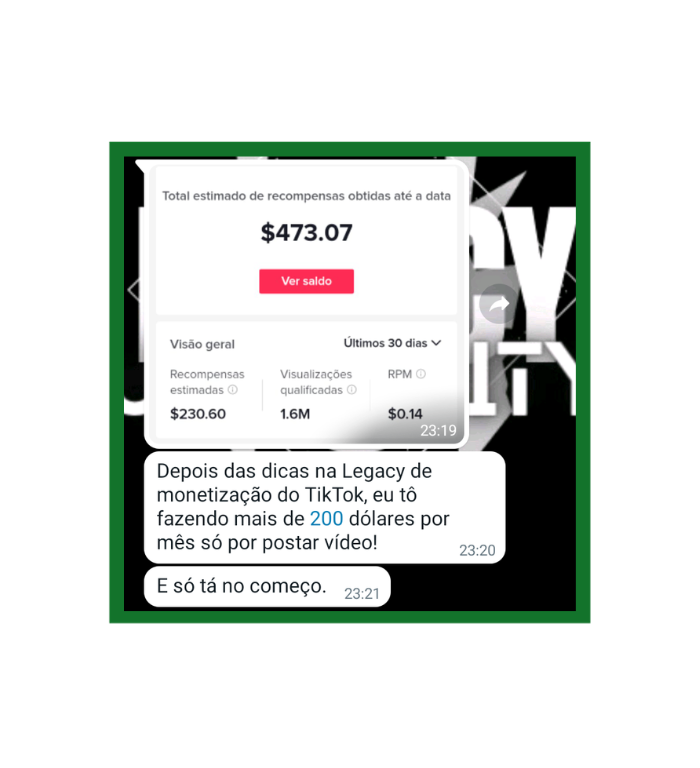 Total estimado de recompensas obtidas até a data
$473.07
Ver saldo
Visão geral
Últimos 30 dias
Recompensas estimadas
Visualizações qualificadas
RPM
$230.60
1.6M
$0.14
23:19
Depois das dicas na Legacy de
monetização do TikTok, eu tô
fazendo mais de 200 dólares por
mês só por postar vídeo!
23:20
E só tá no começo.
23:21